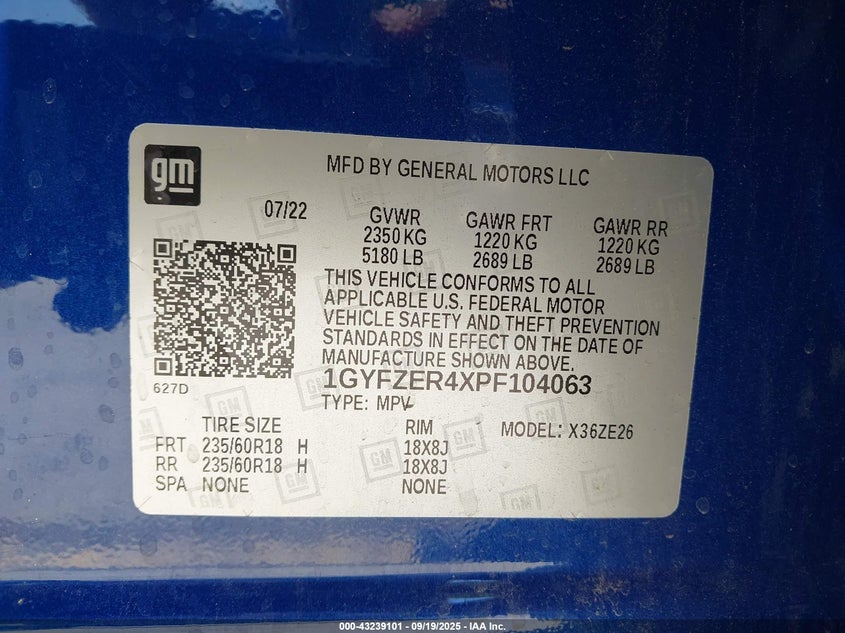 gm
MFD BY GENERAL MOTORS LLC
07/22
GVWR GAWR FRT GAWR RR
2350 KG 1220 KG 1220 KG
5180 LB 2689 LB 2689 LB
THIS VEHICLE CONFORMS TO ALL
APPLICABLE U.S. FEDERAL MOTOR
VEHICLE SAFETY AND THEFT PREVENTION
STANDARDS IN EFFECT ON THE DATE OF
MANUFACTURE SHOWN ABOVE.
627D
1GYFZER4XPF104063
TYPE: MPV
TIRE SIZE RIM MODEL: X36ZE26
FRT 235/60R18 H 18X8J
RR 235/60R18 H 18X8J
SPA NONE NONE
000-43239101 - 09/19/2025 - IAA Inc.